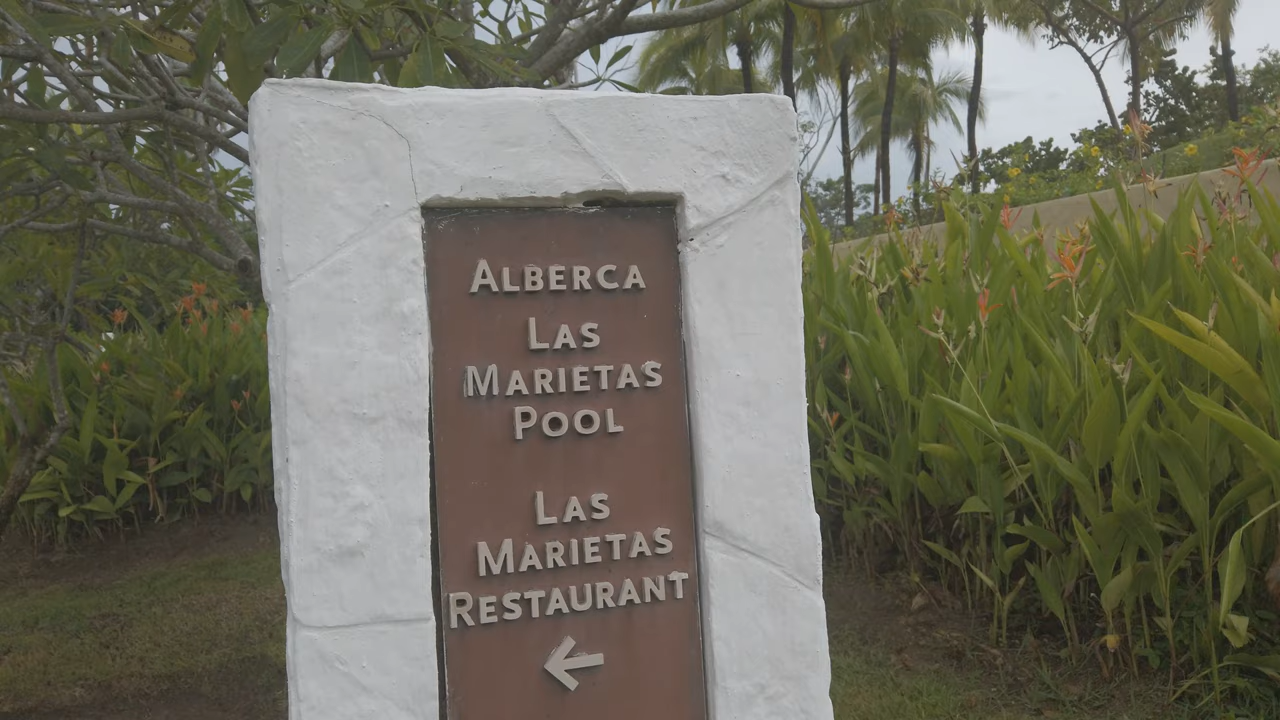 ALBERCA
LAS
MARIETAS
POOL
LAS
MARIETAS
RESTAURANT